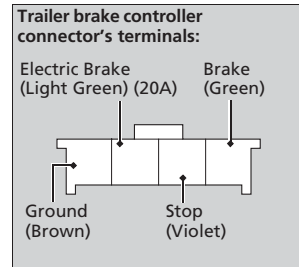 Trailer brake controller
connector's terminals:
Electric Brake
(Light Green) (20A)
Brake
(Green)
Ground
(Brown)
Stop
(Violet)